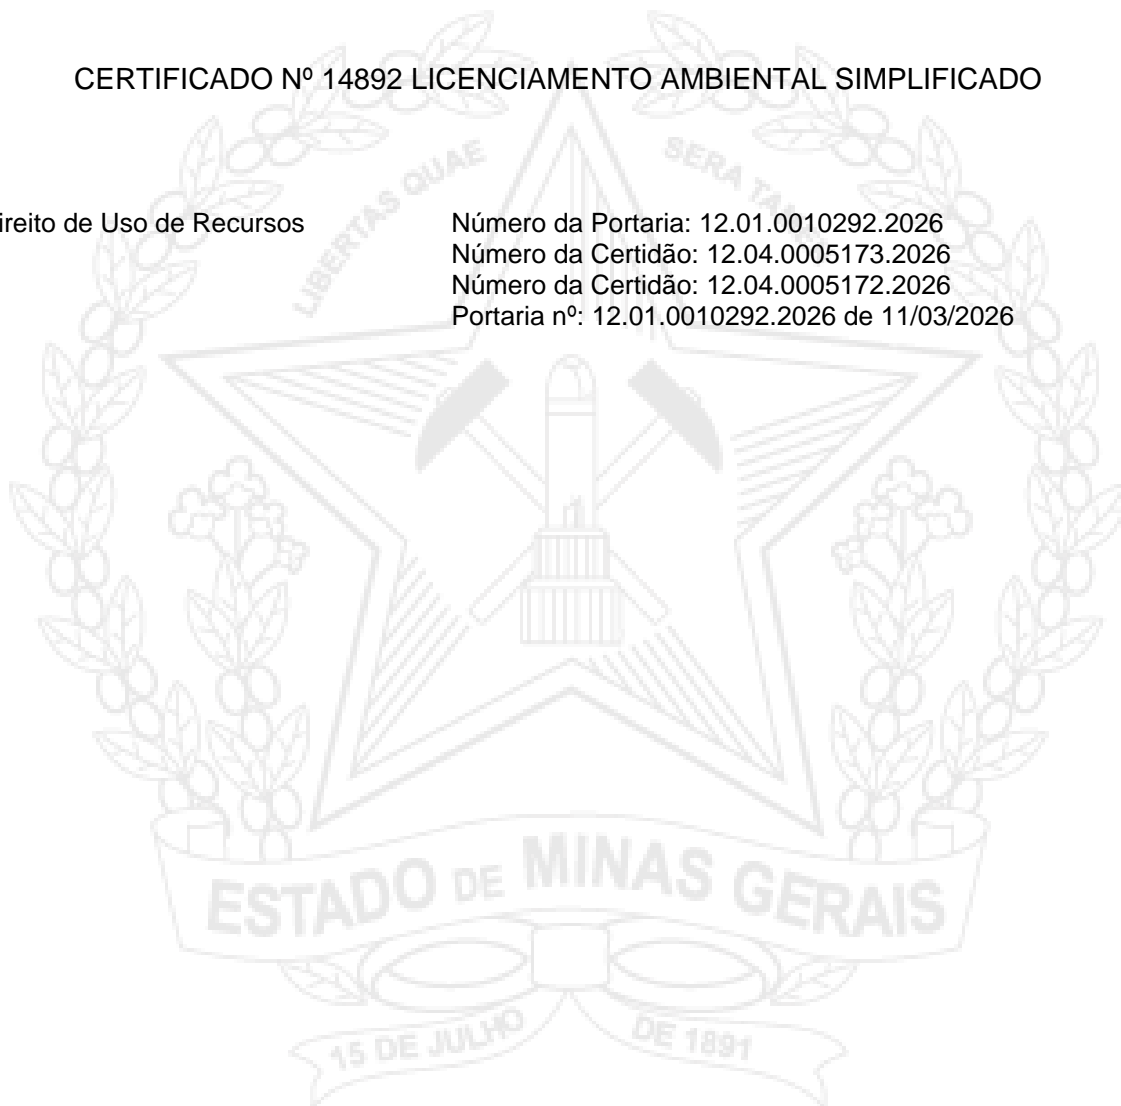 CERTIFICADO Nº 14892 LICENCIAMENTO AMBIENTAL SIMPLIFICADO
LIBERTAS QUAE SERA TAMEN
ireito de Uso de Recursos
Número da Portaria: 12.01.0010292.2026
Número da Certidão: 12.04.0005173.2026
Número da Certidão: 12.04.0005172.2026
Portaria nº: 12.01.0010292.2026 de 11/03/2026
ESTADO DE MINAS GERAIS
15 DE JULHO DE 1891